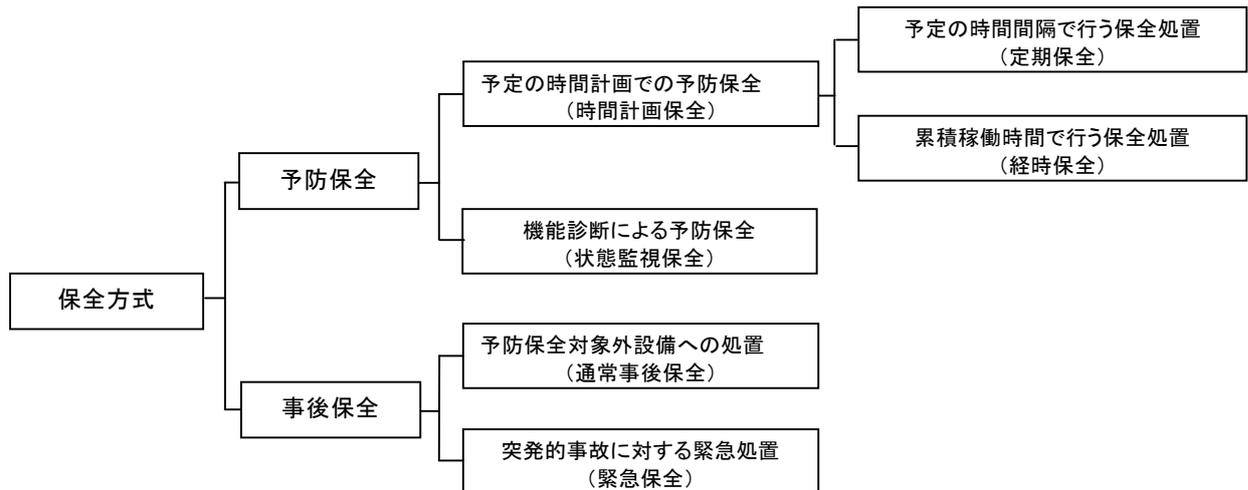 予定の時間間隔で行う保全処置
（定期保全）
予定の時間計画での予防保全
（時間計画保全）
累積稼働時間で行う保全処置
（経時保全）
予防保全
機能診断による予防保全
（状態監視保全）
保全方式
予防保全対象外設備への処置
（通常事後保全）
事後保全
突発的事故に対する緊急処置
（緊急保全）